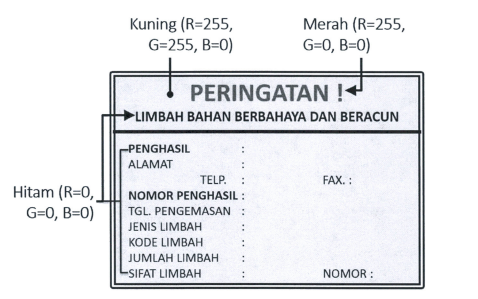 Kuning (R=255,
G=255, B=0)
Merah (R=255,
G=0, B=0)
PERINGATAN !
LIMBAH BAHAN BERBAHAYA DAN BERACUN
PENGHASIL :
ALAMAT :
TELP. : FAX. :
NOMOR PENGHASIL :
TGL. PENGEMASAN :
JENIS LIMBAH :
KODE LIMBAH :
JUMLAH LIMBAH :
SIFAT LIMBAH : NOMOR :
Hitam (R=0,
G=0, B=0)